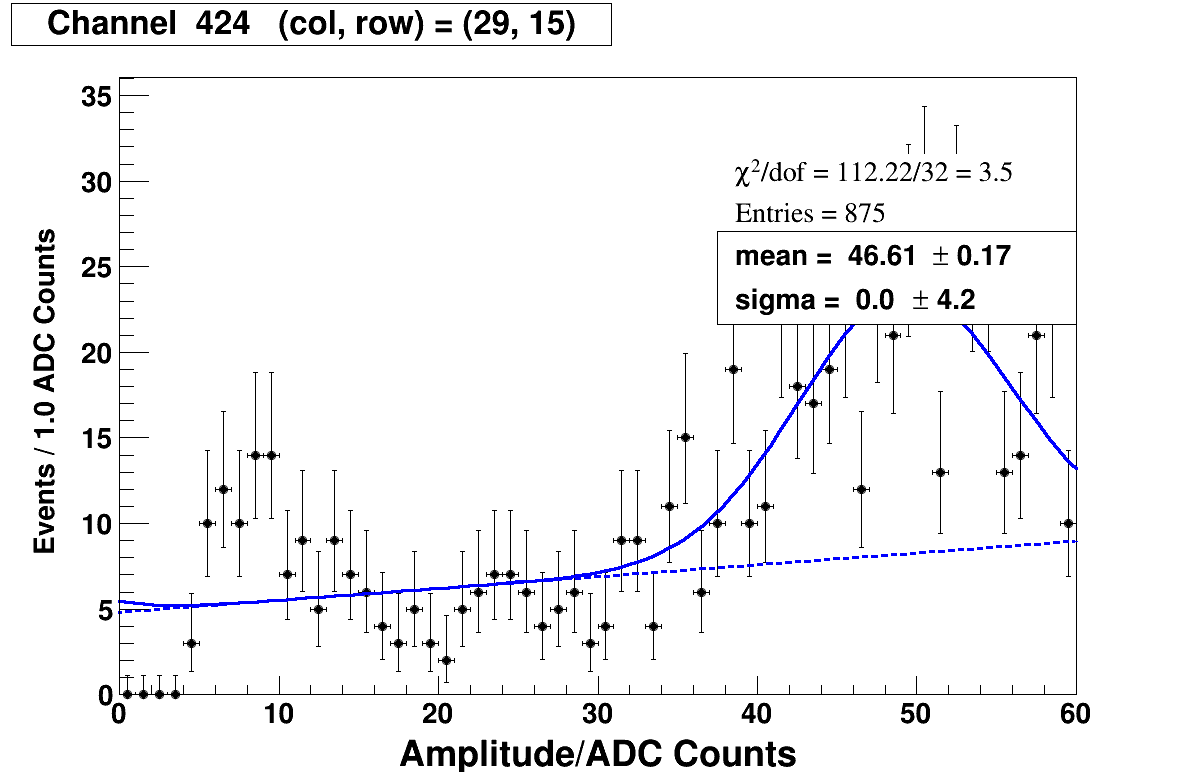 Channel 424 (col, row) = (29, 15)
35
30
25
20
15
10
5
0
Events / 1.0 ADC Counts
χ²/dof = 112.22/32 = 3.5
Entries = 875
mean = 46.61 ± 0.17
sigma = 0.0 ± 4.2
0 10 20 30 40 50 60
Amplitude/ADC Counts